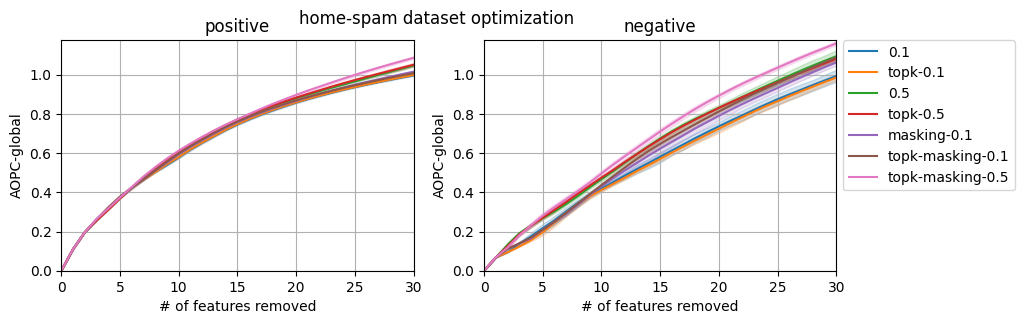 home-spam dataset optimization
positive
negative
AOPC-global
1.0
0.8
0.6
0.4
0.2
0.0
0 5 10 15 20 25 30
# of features removed
AOPC-global
1.0
0.8
0.6
0.4
0.2
0.0
0 5 10 15 20 25 30
# of features removed
0.1
topk-0.1
0.5
topk-0.5
masking-0.1
topk-masking-0.1
topk-masking-0.5